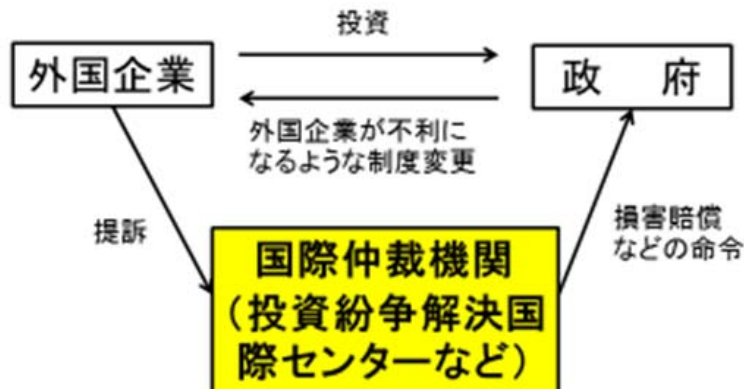 投資
外国企業
政　府
外国企業が不利に
なるような制度変更
提訴
損害賠償
などの命令
国際仲裁機関
（投資紛争解決国
際センターなど）